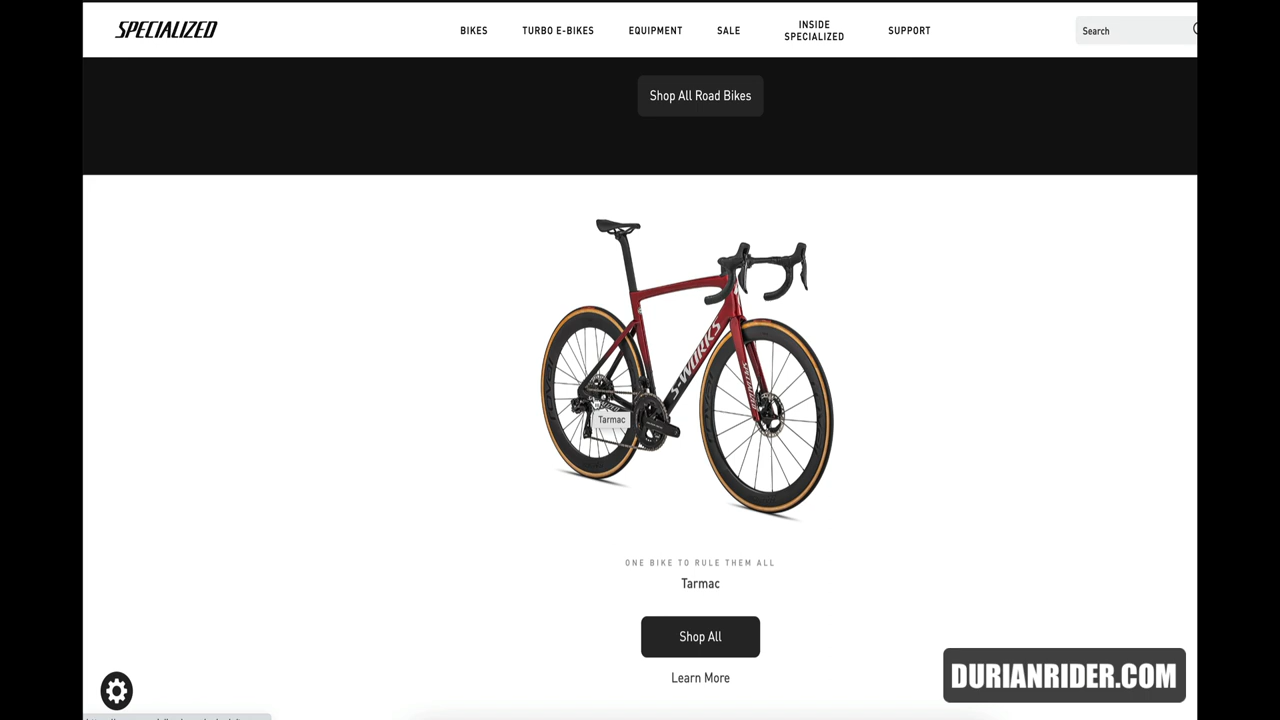 SPECIALIZED
BIKES
TURBO E-BIKES
EQUIPMENT
SALE
INSIDE
SPECIALIZED
SUPPORT
Search
Shop All Road Bikes
S-WORKS
Tarmac
ONE BIKE TO RULE THEM ALL
Tarmac
Shop All
Learn More
DURIANRIDER.COM